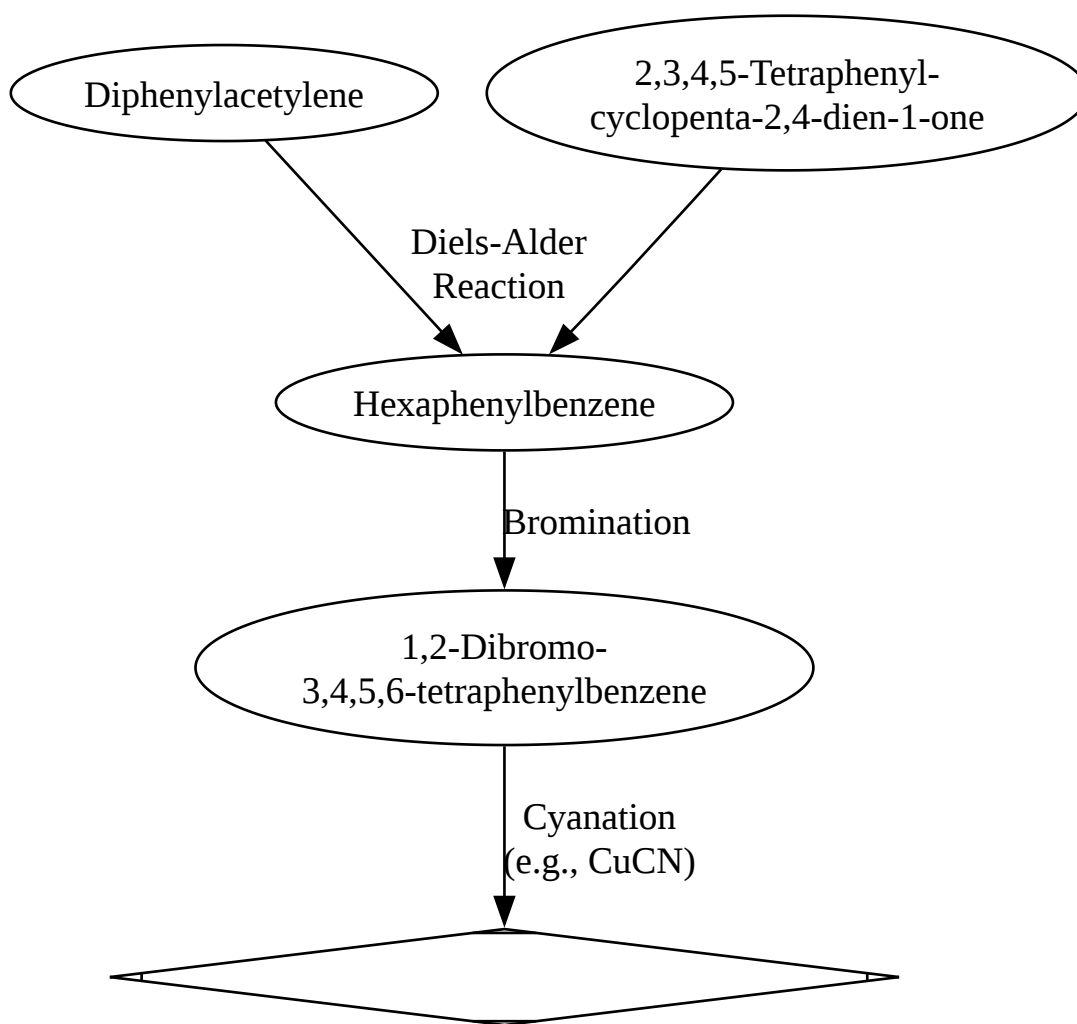 Diphenylacetylene
2,3,4,5-Tetraphenyl-
cyclopenta-2,4-dien-1-one
Diels-Alder
Reaction
Hexaphenylbenzene
Bromination
1,2-Dibromo-
3,4,5,6-tetraphenylbenzene
Cyanation
(e.g., CuCN)